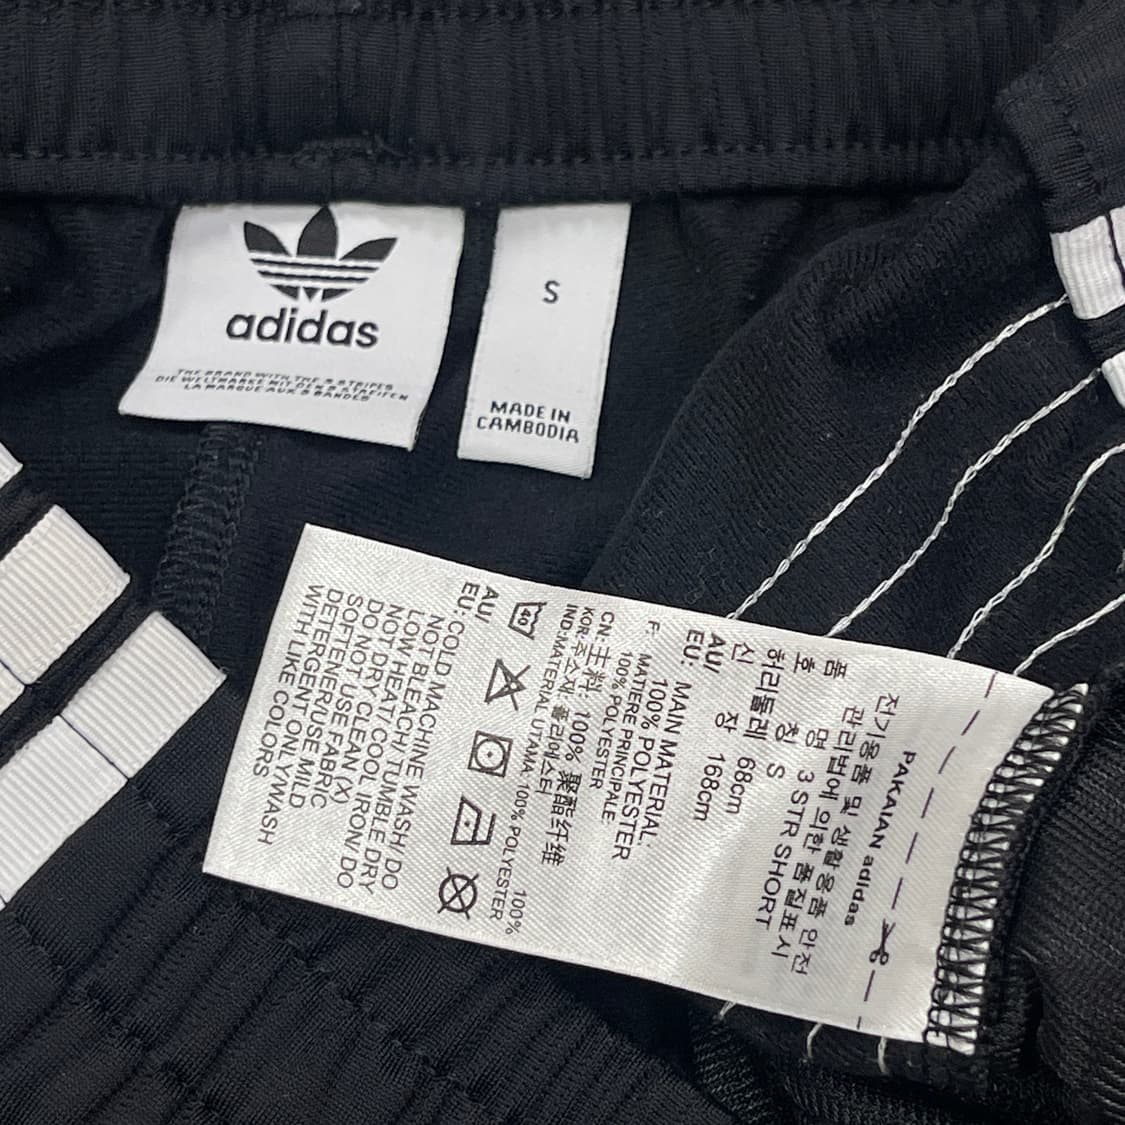 adidas
THE BRAND WITH THE 3 STRIPES
DIE WELTMARKE MIT DEN 3 STREIFEN
LA MARQUE AUX 3 BANDES
S
MADE IN
CAMBODIA
PAKAIAN adidas
전기용품 및 생활용품 안전
관리법에 의한 품질표시
품 명 3 STR SHORT
호 칭 S
허리둘레 68cm
신 장 168cm
AU/
EU: MAIN MATERIAL:
100% POLYESTER
F: MATIERE PRINCIPALE
100% POLYESTER
CN: 主料: 100% 聚酯纤维
KOR:주소재 폴리에스터 100%
IND:MATERIAL UTAMA 100% POLYESTER
40
AU/
EU: COLD MACHINE WASH/DO
NOT BLEACH/ TUMBLE DRY
LOW HEAT/ COOL IRON/DO
NOT DRY CLEAN (X)
DO NOT USE FABRIC
SOFTENER/USE MILD
DETERGENT ONLY/WASH
WITH LIKE COLORS